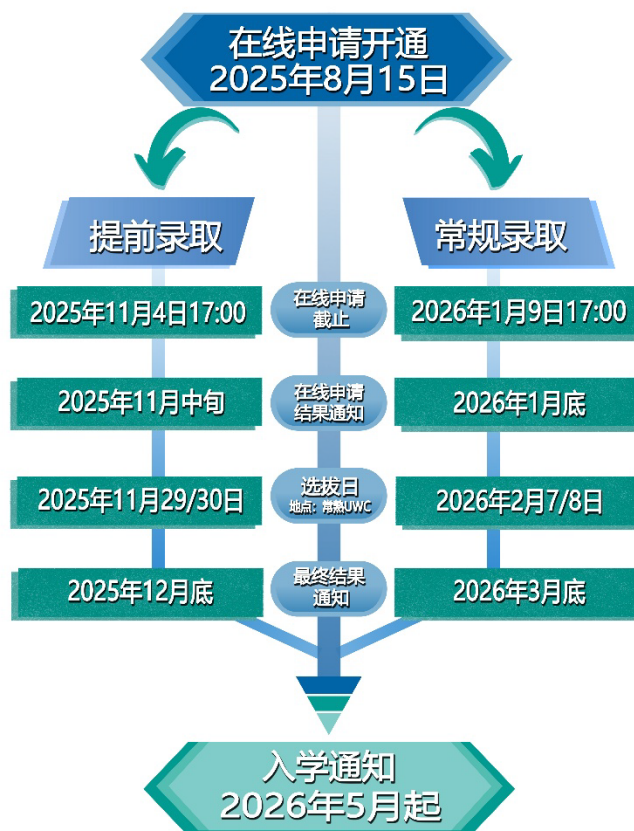 在线申请开通
2025年8月15日
提前录取
常规录取
2025年11月4日17:00
在线申请
截止
2026年1月9日17:00
2025年11月中旬
在线申请
结果通知
2026年1月底
2025年11月29/30日
选拔日
地点：常熟UWC
2026年2月7/8日
2025年12月底
最终结果
通知
2026年3月底
入学通知
2026年5月起